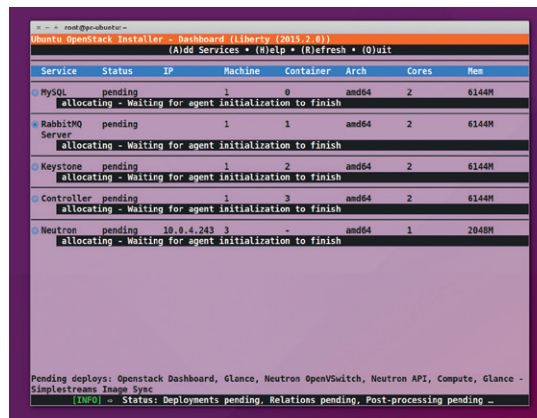 root@pc-ubuntu: ~
Ubuntu OpenStack Installer - Dashboard (Liberty (2015.2.0))
(A)dd Services • (H)elp • (R)efresh • (Q)uit
Service Status IP Machine Container Arch Cores Mem
MySQL pending 1 0 amd64 2 6144M
allocating - Waiting for agent initialization to finish
RabbitMQ pending 1 1 amd64 2 6144M
Server
allocating - Waiting for agent initialization to finish
Keystone pending 1 2 amd64 2 6144M
allocating - Waiting for agent initialization to finish
Controller pending 1 3 amd64 2 6144M
allocating - Waiting for agent initialization to finish
Neutron pending 10.0.4.243 3 - amd64 1 2048M
allocating - Waiting for agent initialization to finish
Pending deploys: Openstack Dashboard, Glance, Neutron OpenVSwitch, Neutron API, Compute, Glance -
Simplestreams Image Sync
[INFO] ⇨ Status: Deployments pending, Relations pending, Post-processing pending …